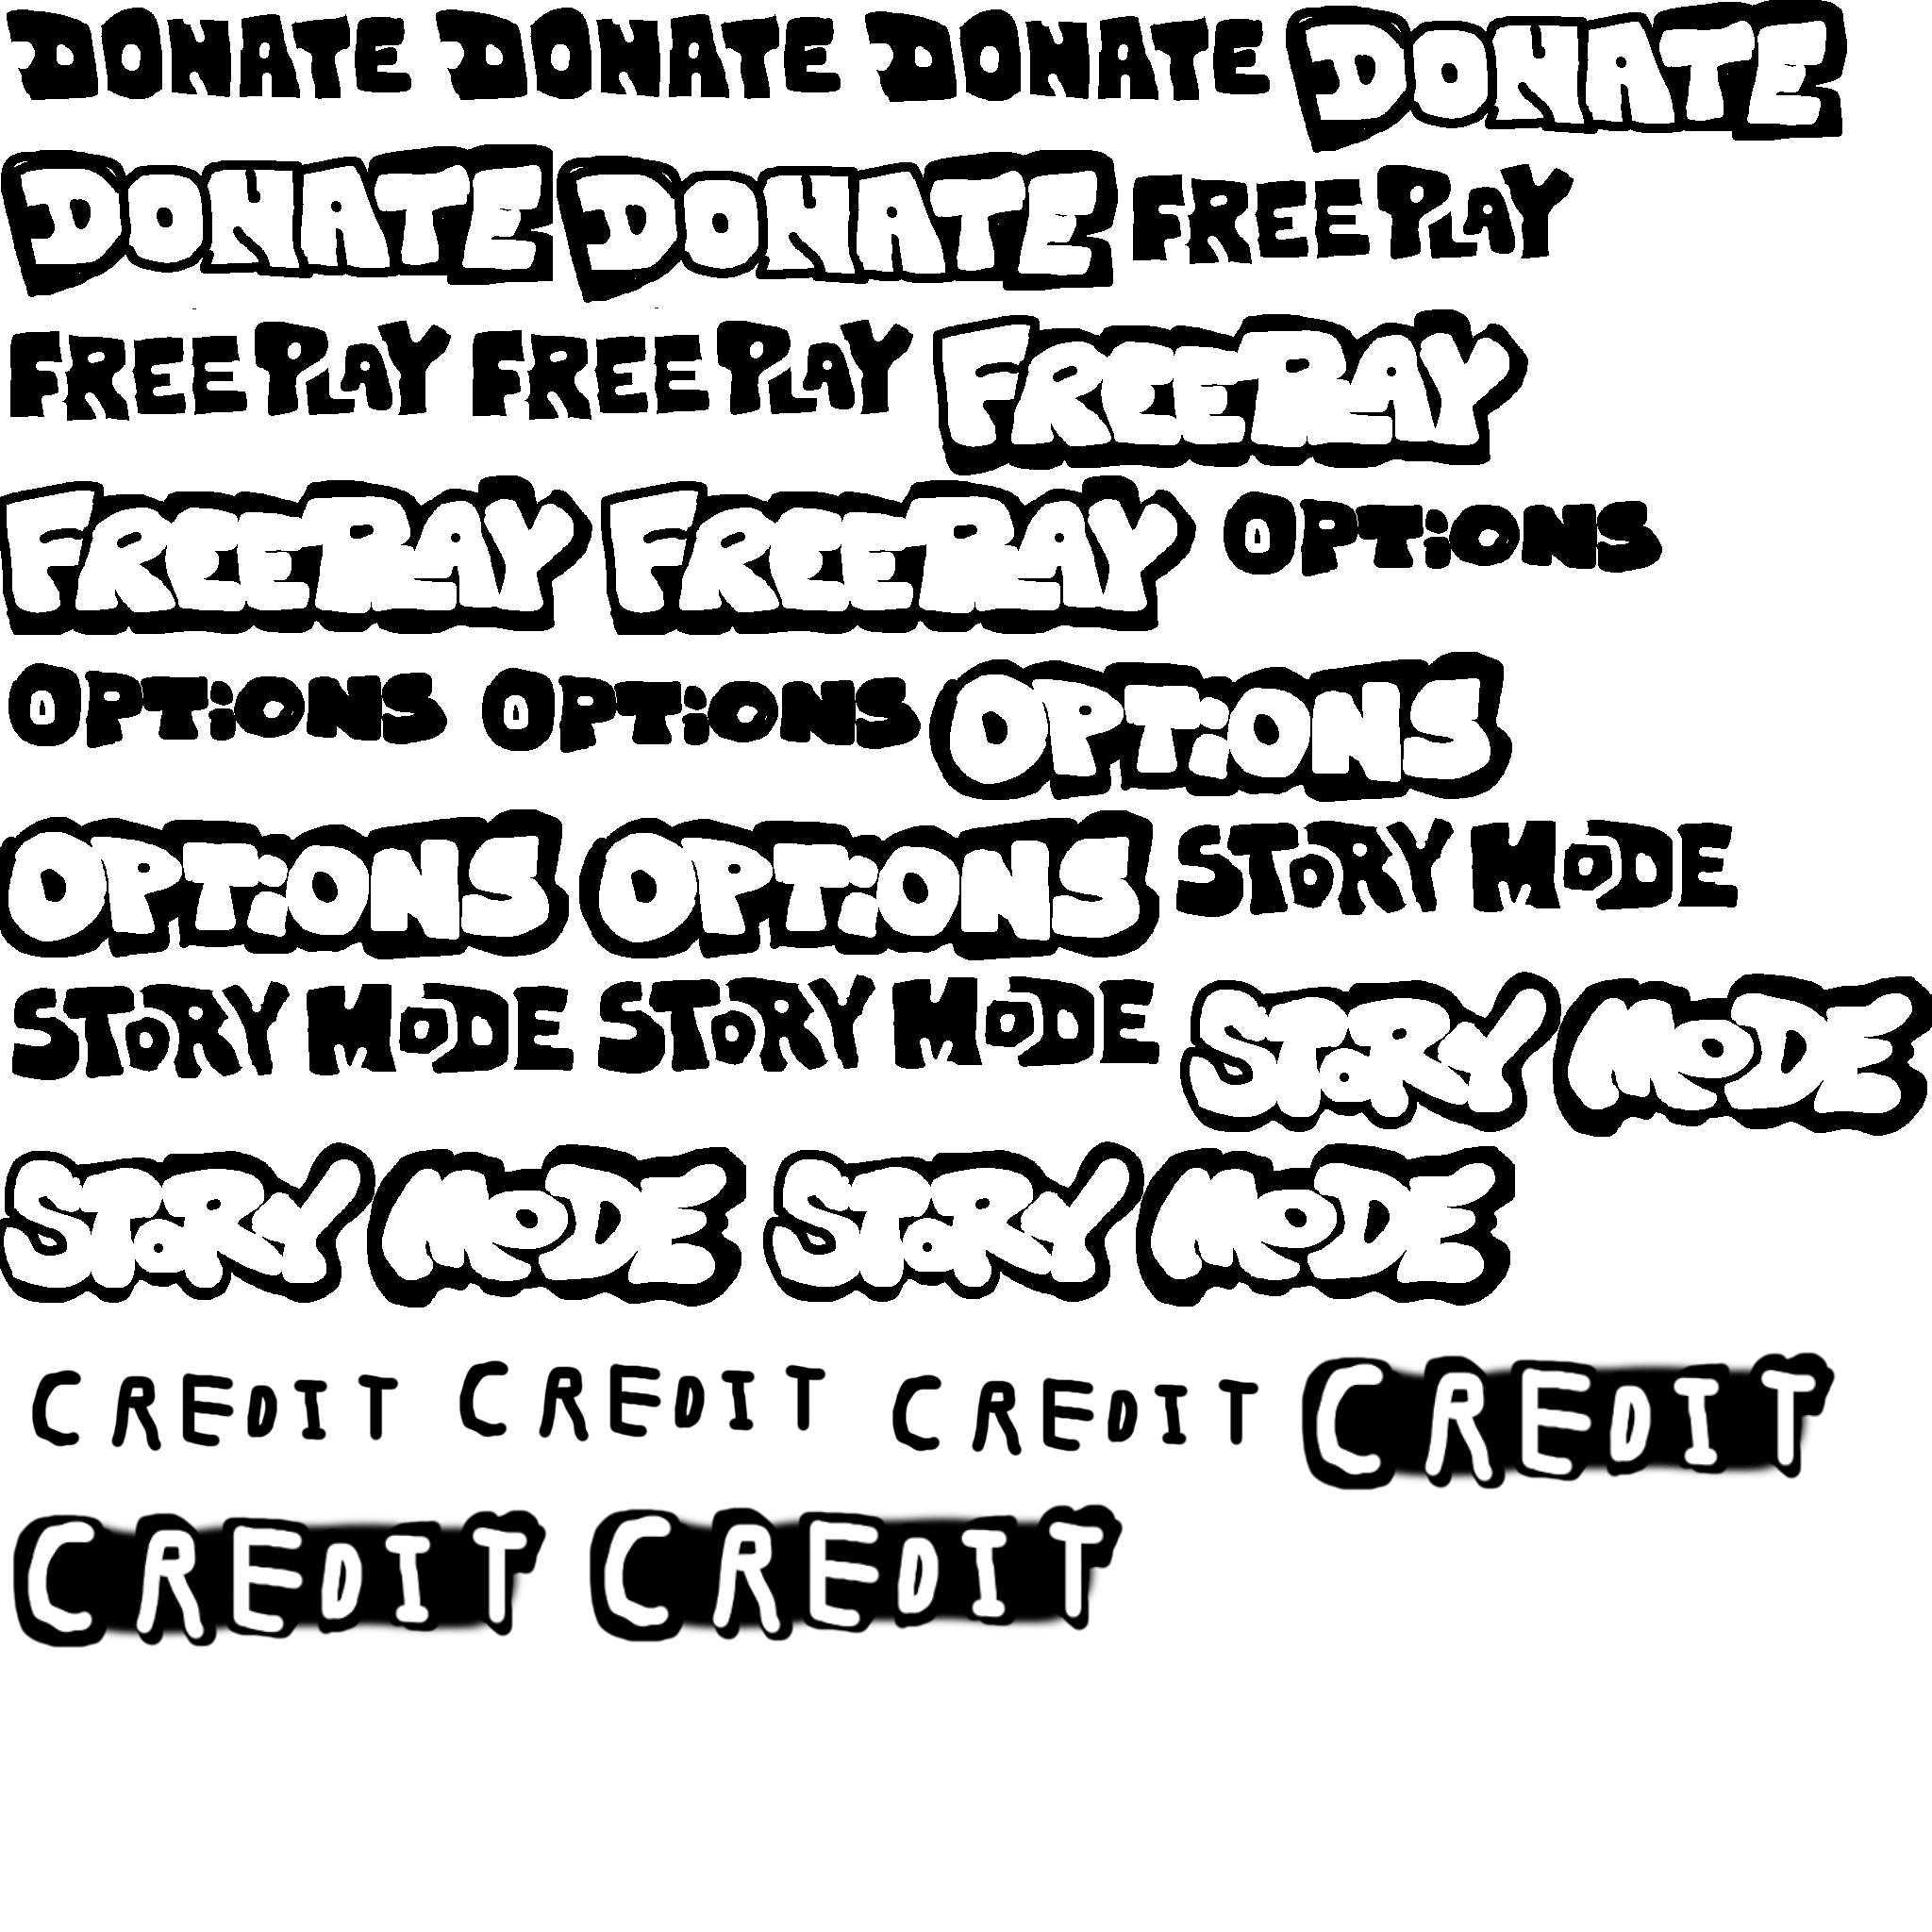 DONATE DONATE DONATE DONATE
DONATE DONATE FREEPLAY
FREEPLAY FREEPLAY FREEPLAY
FREEPLAY FREEPLAY OPTiONS
OPTiONS OPTiONS OPTiONS
OPTiONS OPTiONS STORY MODE
STORY MODE STORY MODE STORY MODE
STORY MODE STORY MODE
CREDIT CREDIT CREDIT CREDIT
CREDIT CREDIT